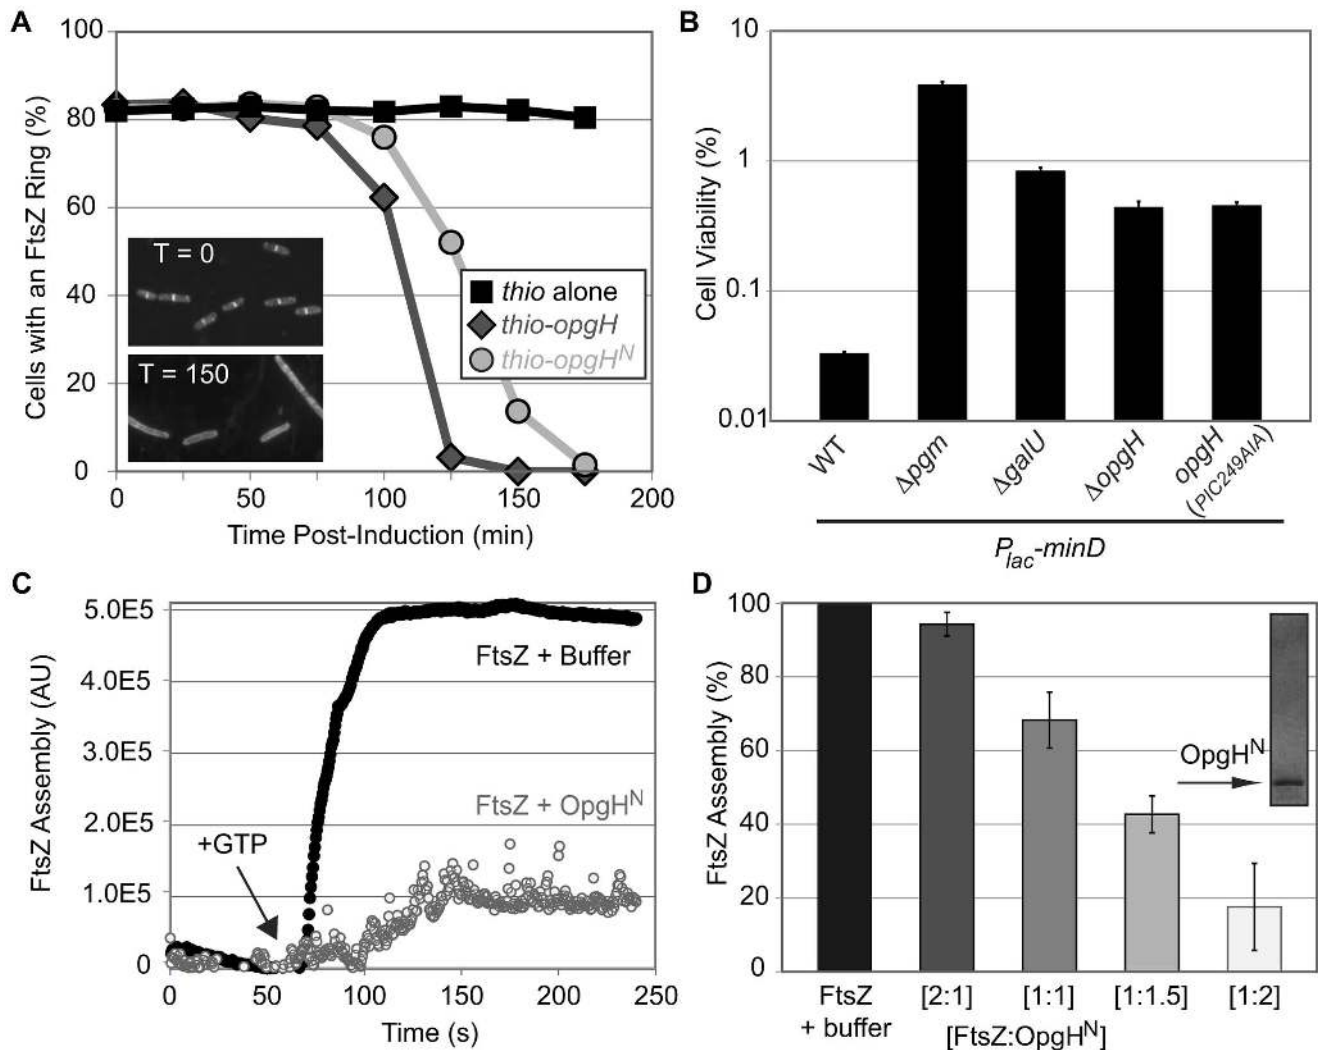 A
100
80
60
40
20
0
Cells with an FtsZ Ring (%)
T = 0
T = 150
thio alone
thio-opgH
thio-opgH^N
0 50 100 150 200
Time Post-Induction (min)
B
10
1
0.1
0.01
Cell Viability (%)
WT
Δpgm
ΔgalU
ΔopgH
opgH
(PIC249AIA)
P_lac-minD
C
5.0E5
4.0E5
3.0E5
2.0E5
1.0E5
0
FtsZ Assembly (AU)
FtsZ + Buffer
FtsZ + OpgH^N
+GTP
0 50 100 150 200 250
Time (s)
D
100
80
60
40
20
0
FtsZ Assembly (%)
OpgH^N
FtsZ
+ buffer
[2:1] [1:1] [1:1.5] [1:2]
[FtsZ:OpgH^N]